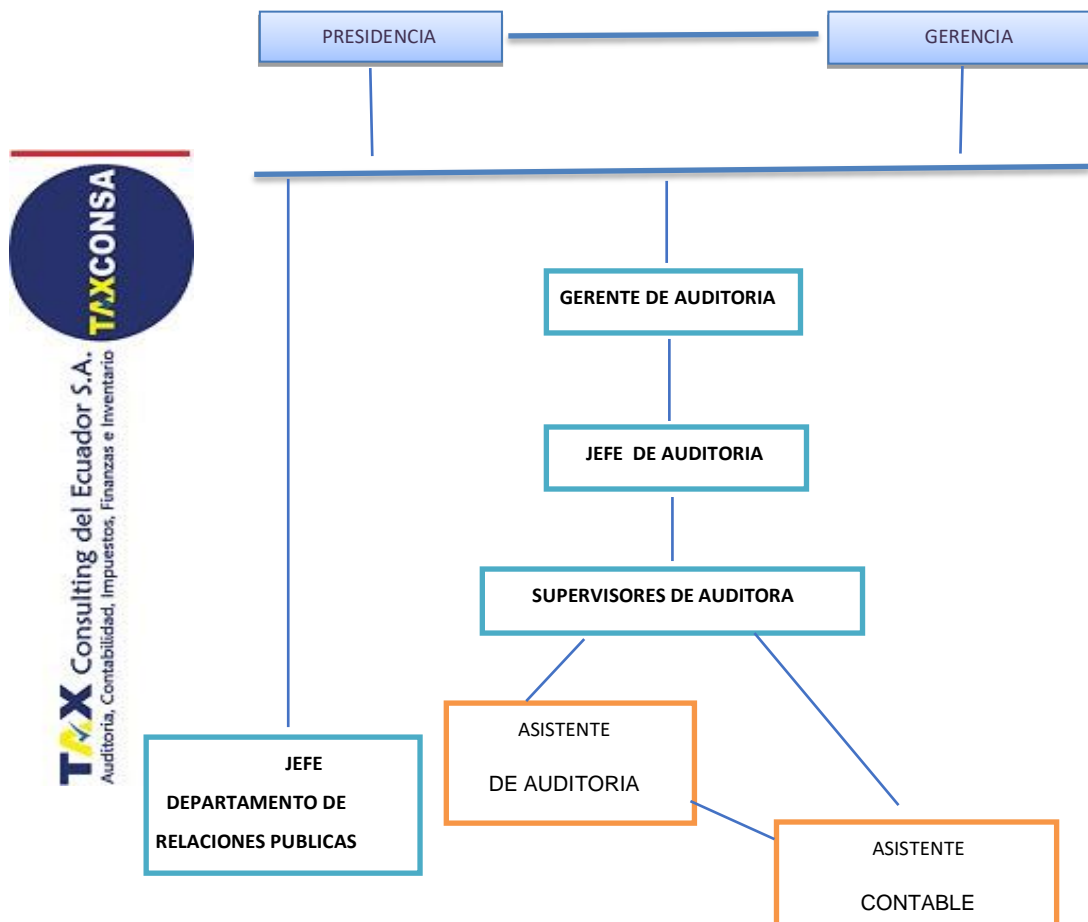 PRESIDENCIA
GERENCIA
TAXCONSA
TAX Consulting del Ecuador S.A.
Auditoria, Contabilidad, Impuestos, Finanzas e Inventario
GERENTE DE AUDITORIA
JEFE DE AUDITORIA
SUPERVISORES DE AUDITORA
ASISTENTE
DE AUDITORIA
JEFE
DEPARTAMENTO DE
RELACIONES PUBLICAS
ASISTENTE
CONTABLE